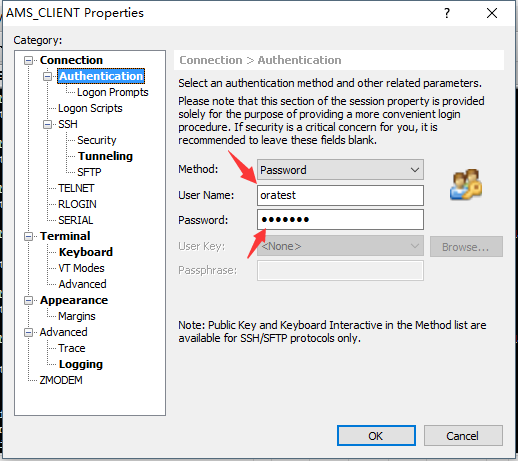 AMS_CLIENT Properties
Category:
Connection
Authentication
Logon Prompts
Logon Scripts
SSH
Security
Tunneling
SFTP
TELNET
RLOGIN
SERIAL
Terminal
Keyboard
VT Modes
Advanced
Appearance
Margins
Advanced
Trace
Logging
ZMODEM
Connection > Authentication
Select an authentication method and other related parameters.
Please note that this section of the session property is provided
solely for the purpose of providing a more convenient login
procedure. If security is a critical concern for you, it is
recommended to leave these fields blank.
Method: Password
User Name: oratest
Password: ●●●●●●●
User Key: <None> Browse...
Passphrase:
Note: Public Key and Keyboard Interactive in the Method list are
available for SSH/SFTP protocols only.
OK Cancel